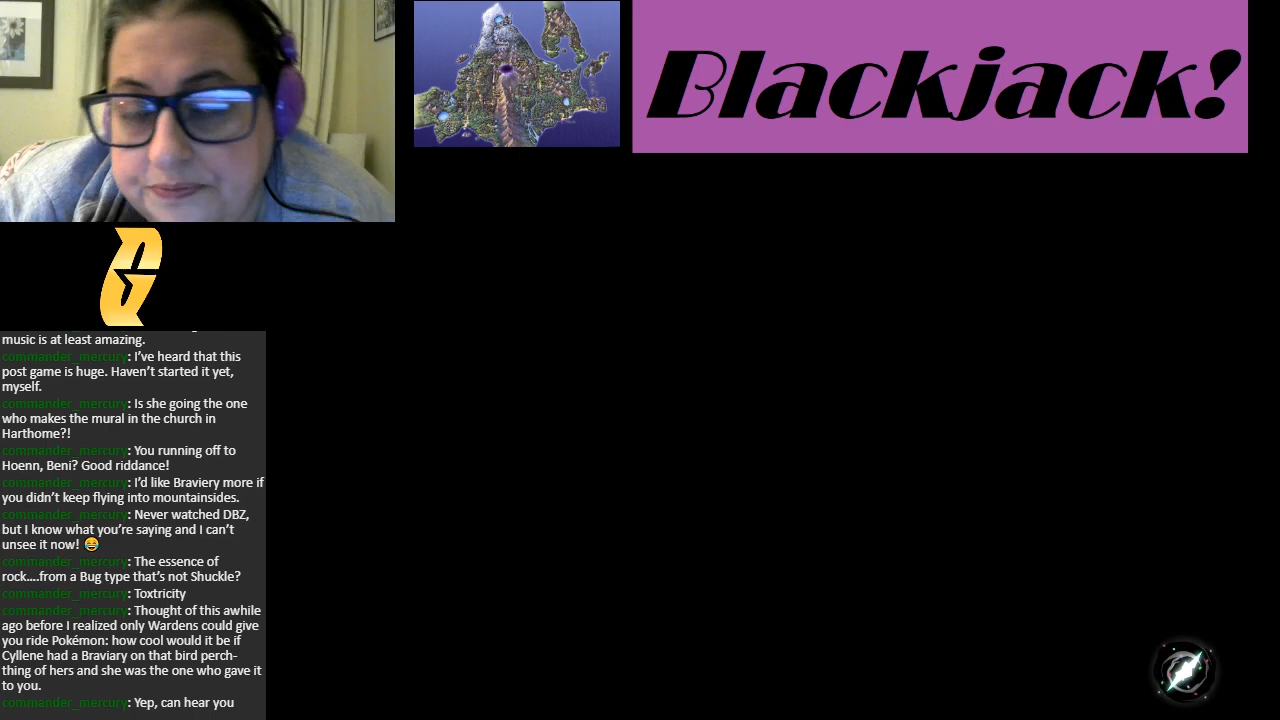 Blackjack!
music is at least amazing.
commander_mercury: I've heard that this
post game is huge. Haven't started it yet,
myself.
commander_mercury: Is she going the one
who makes the mural in the church in
Harthome?!
commander_mercury: You running off to
Hoenn, Beni? Good riddance!
commander_mercury: I'd like Braviery more if
you didn't keep flying into mountainsides.
commander_mercury: Never watched DBZ,
but I know what you're saying and I can't
unsee it now! 😂
commander_mercury: The essence of
rock....from a Bug type that's not Shuckle?
commander_mercury: Toxtricity
commander_mercury: Thought of this awhile
ago before I realized only Wardens could give
you ride Pokémon: how cool would it be if
Cyllene had a Braviary on that bird perch-
thing of hers and she was the one who gave it
to you.
commander_mercury: Yep, can hear you